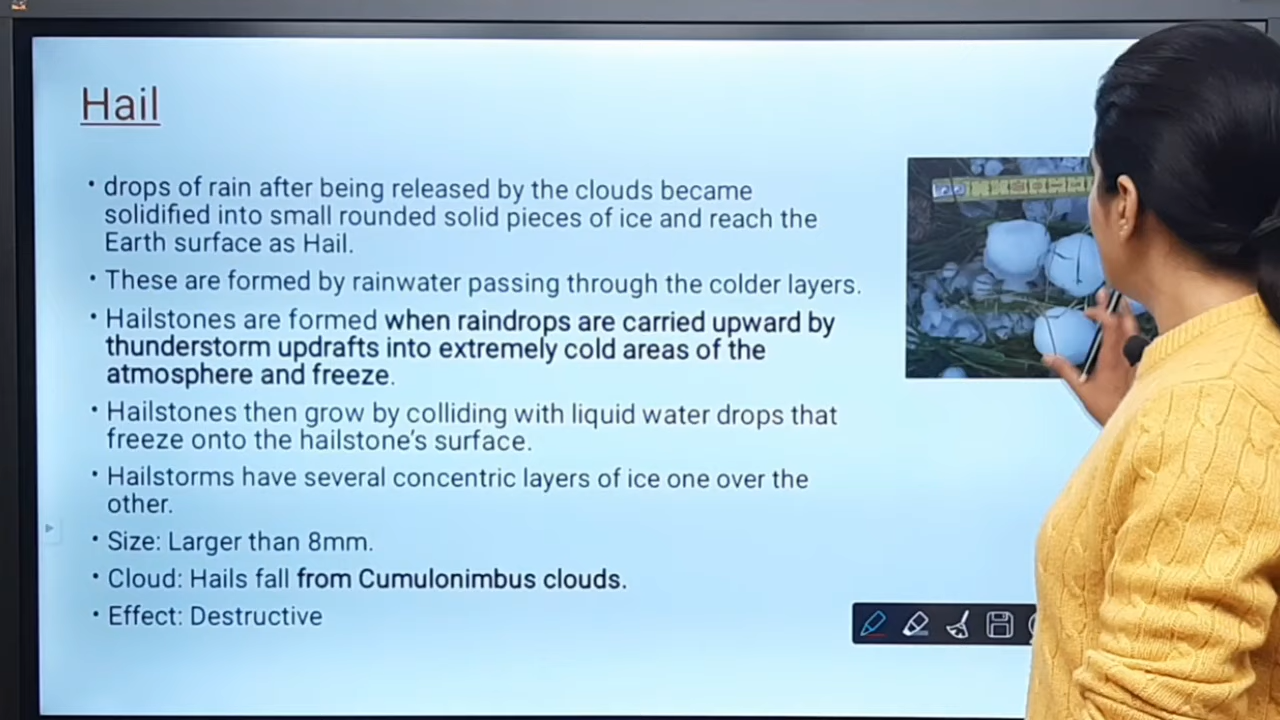 Hail
• drops of rain after being released by the clouds became
solidified into small rounded solid pieces of ice and reach the
Earth surface as Hail.
• These are formed by rainwater passing through the colder layers.
• Hailstones are formed when raindrops are carried upward by
thunderstorm updrafts into extremely cold areas of the
atmosphere and freeze.
• Hailstones then grow by colliding with liquid water drops that
freeze onto the hailstone's surface.
• Hailstorms have several concentric layers of ice one over the
other.
• Size: Larger than 8mm.
• Cloud: Hails fall from Cumulonimbus clouds.
• Effect: Destructive